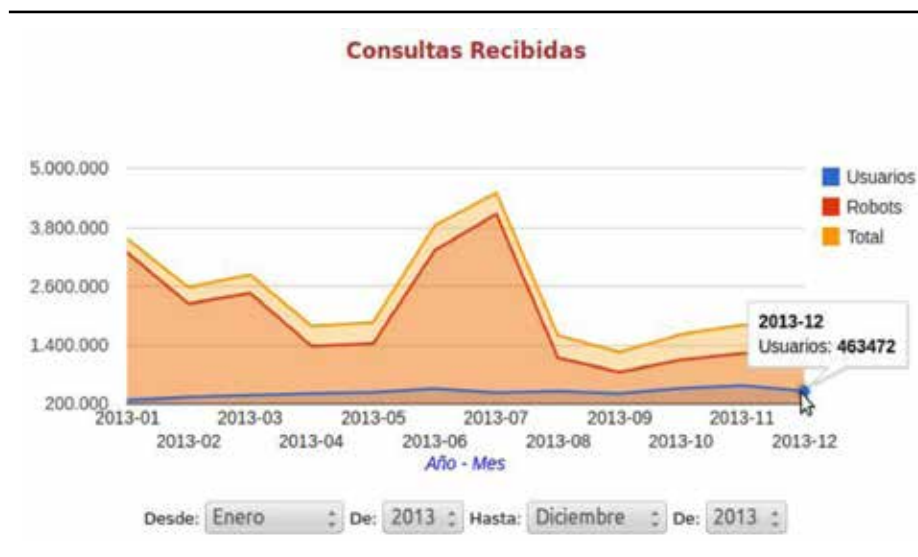 Consultas Recibidas
5.000.000
3.800.000
2.600.000
1.400.000
200.000
Usuarios
Robots
Total
2013-12
Usuarios: 463472
2013-01
2013-02
2013-03
2013-04
2013-05
2013-06
2013-07
2013-08
2013-09
2013-10
2013-11
2013-12
Año - Mes
Desde: Enero De: 2013 Hasta: Diciembre De: 2013